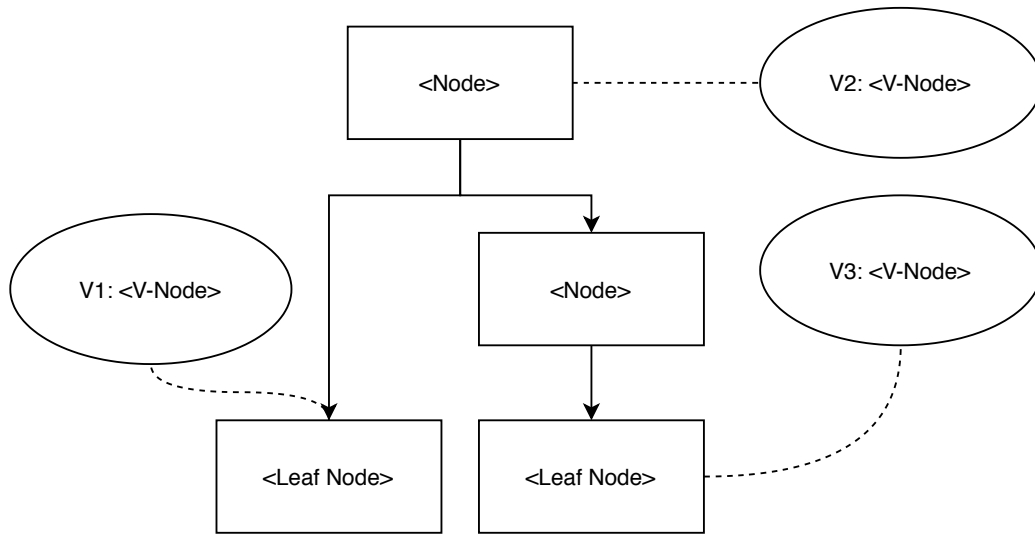 <Node>
V2: <V-Node>
V1: <V-Node>
<Node>
V3: <V-Node>
<Leaf Node>
<Leaf Node>